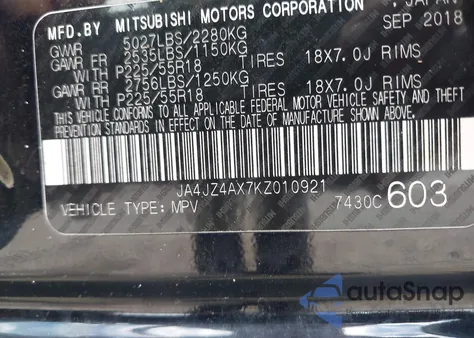 MFD.BY MITSUBISHI MOTORS CORPORATION , JAPAN
SEP 2018
GVWR 5027LBS/2280KG
GAWR FR 2535LBS/1150KG
WITH P225/55R18 TIRES 18X7.0J RIMS
GAWR RR 2756LBS/1250KG
WITH P225/55R18 TIRES 18X7.0J RIMS
THIS VEHICLE CONFORMS TO ALL APPLICABLE FEDERAL MOTOR VEHICLE SAFETY AND THEFT
PREVENTION STANDARDS IN EFFECT ON THE DATE OF MANUFACTURE SHOWN ABOVE.
JA4JZ4AX7KZ010921
VEHICLE TYPE: MPV 7430C 603
autoSnap